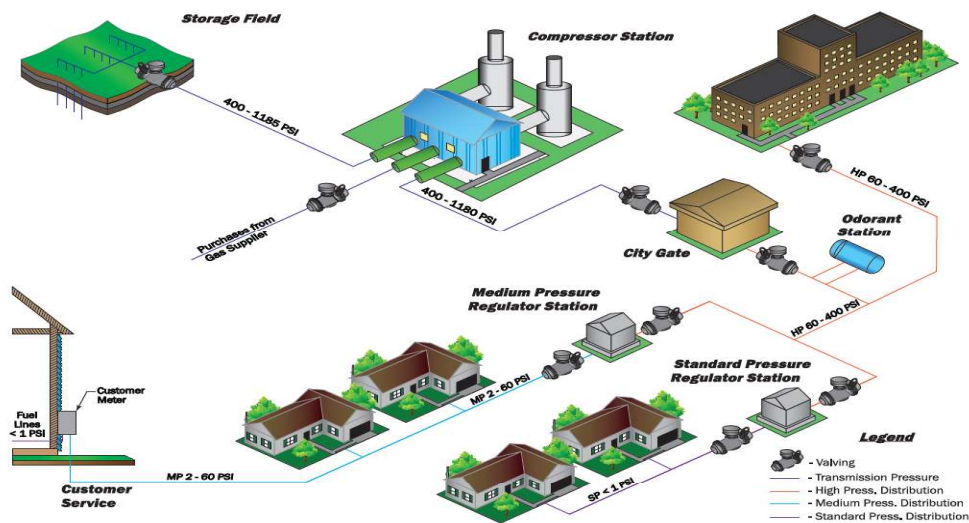 Storage Field
Compressor Station
400 - 1185 PSI
400 - 1180 PSI
HP 60 - 400 PSI
Purchases from
Gas Supplier
City Gate
Odorant
Station
Medium Pressure
Regulator Station
HP 60 - 400 PSI
Standard Pressure
Regulator Station
Customer
Meter
MP 2 - 60 PSI
Fuel
Lines
< 1 PSI
Legend
MP 2 - 60 PSI
SP < 1 PSI
Customer
Service
- Valving
- Transmission Pressure
- High Press. Distribution
- Medium Press. Distribution
- Standard Press. Distribution